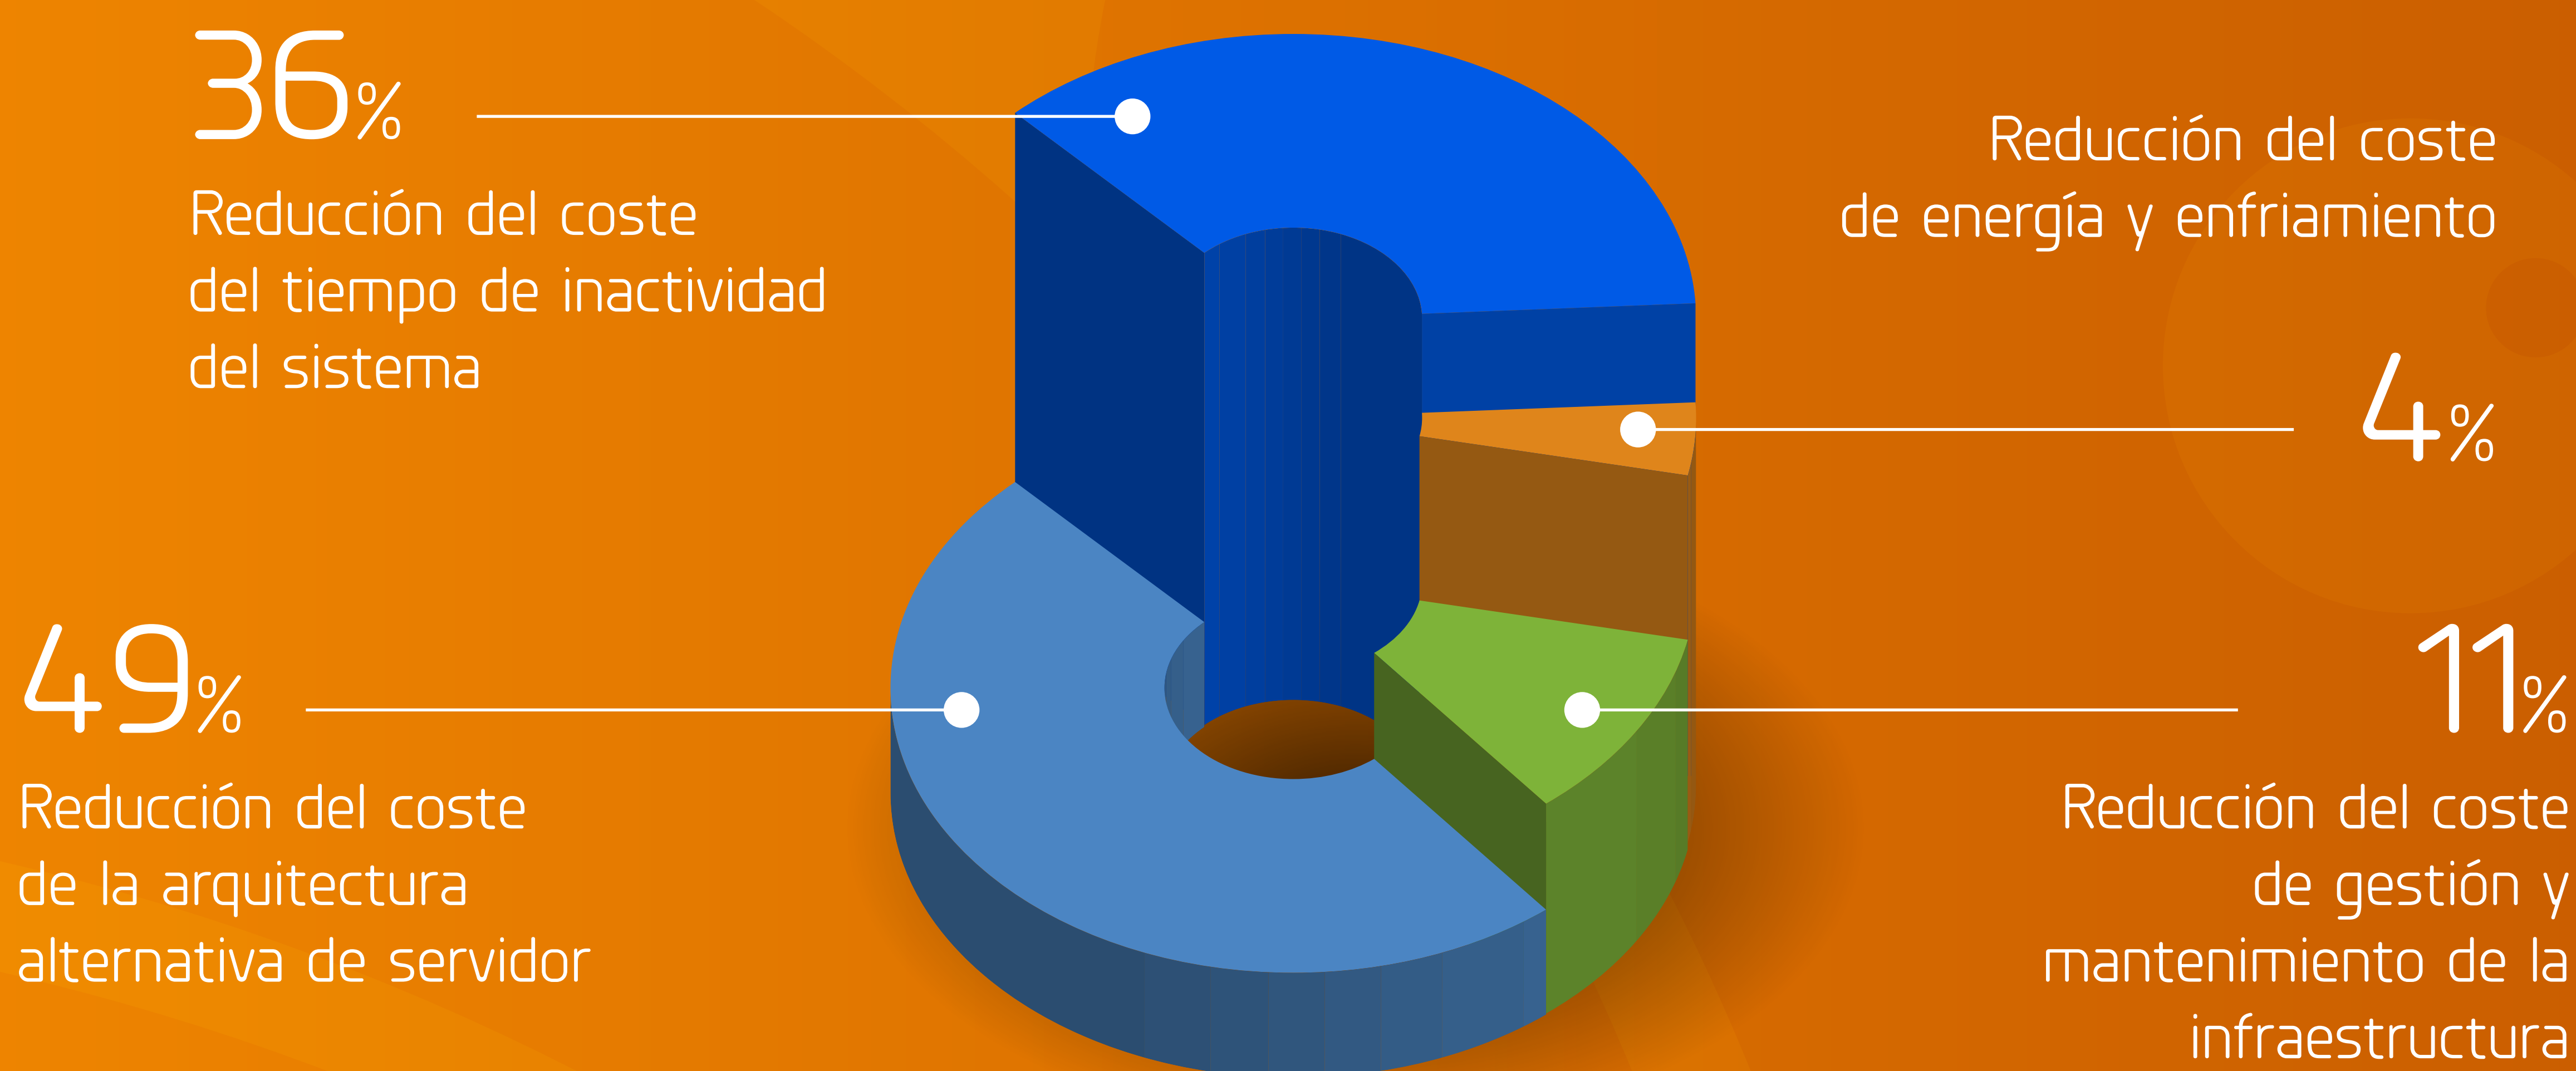 36%
Reducción del coste
del tiempo de inactividad
del sistema
Reducción del coste
de energía y enfriamiento
4%
49%
Reducción del coste
de la arquitectura
alternativa de servidor
11%
Reducción del coste
de gestión y
mantenimiento de la
infraestructura